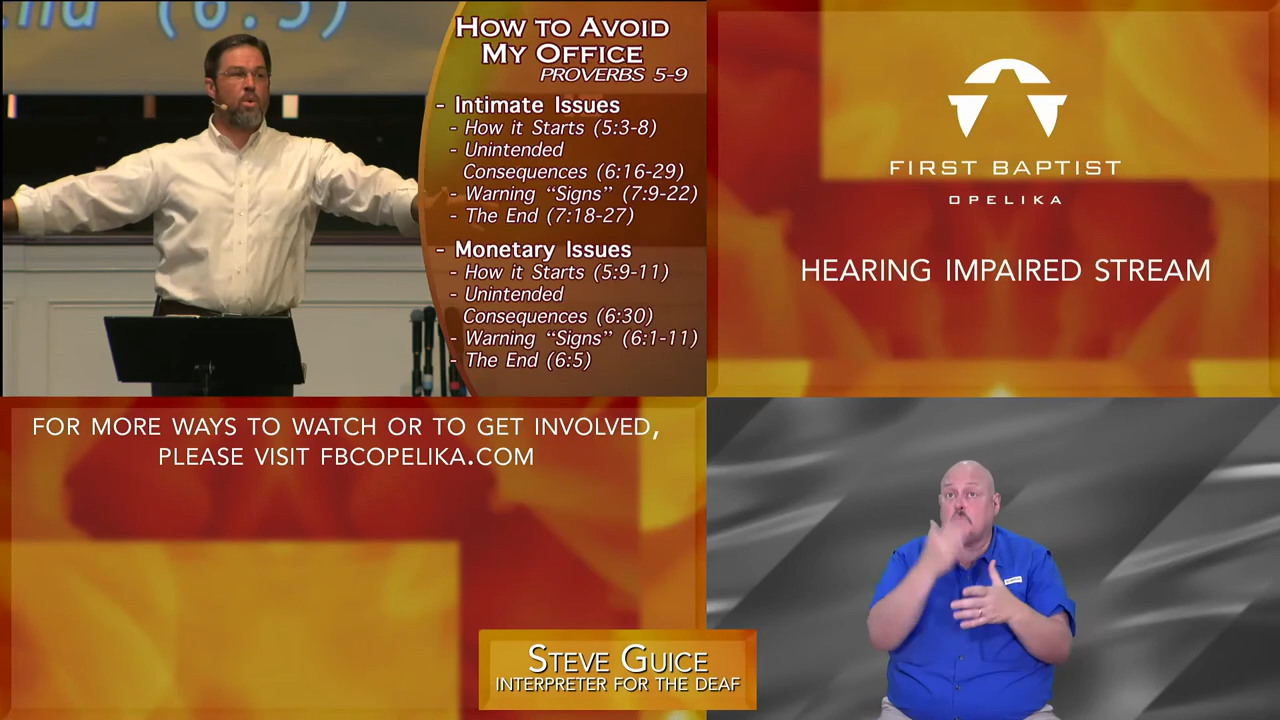 nd (6:5)
How to Avoid
My Office
Proverbs 5-9
- Intimate Issues
- How it Starts (5:3-8)
- Unintended
Consequences (6:16-29)
- Warning “Signs” (7:9-22)
- The End (7:18-27)
- Monetary Issues
- How it Starts (5:9-11)
- Unintended
Consequences (6:30)
- Warning “Signs” (6:1-11)
- The End (6:5)
FIRST BAPTIST
OPELIKA
HEARING IMPAIRED STREAM
FOR MORE WAYS TO WATCH OR TO GET INVOLVED,
PLEASE VISIT FBCOPELIKA.COM
STEVE GUICE
INTERPRETER FOR THE DEAF